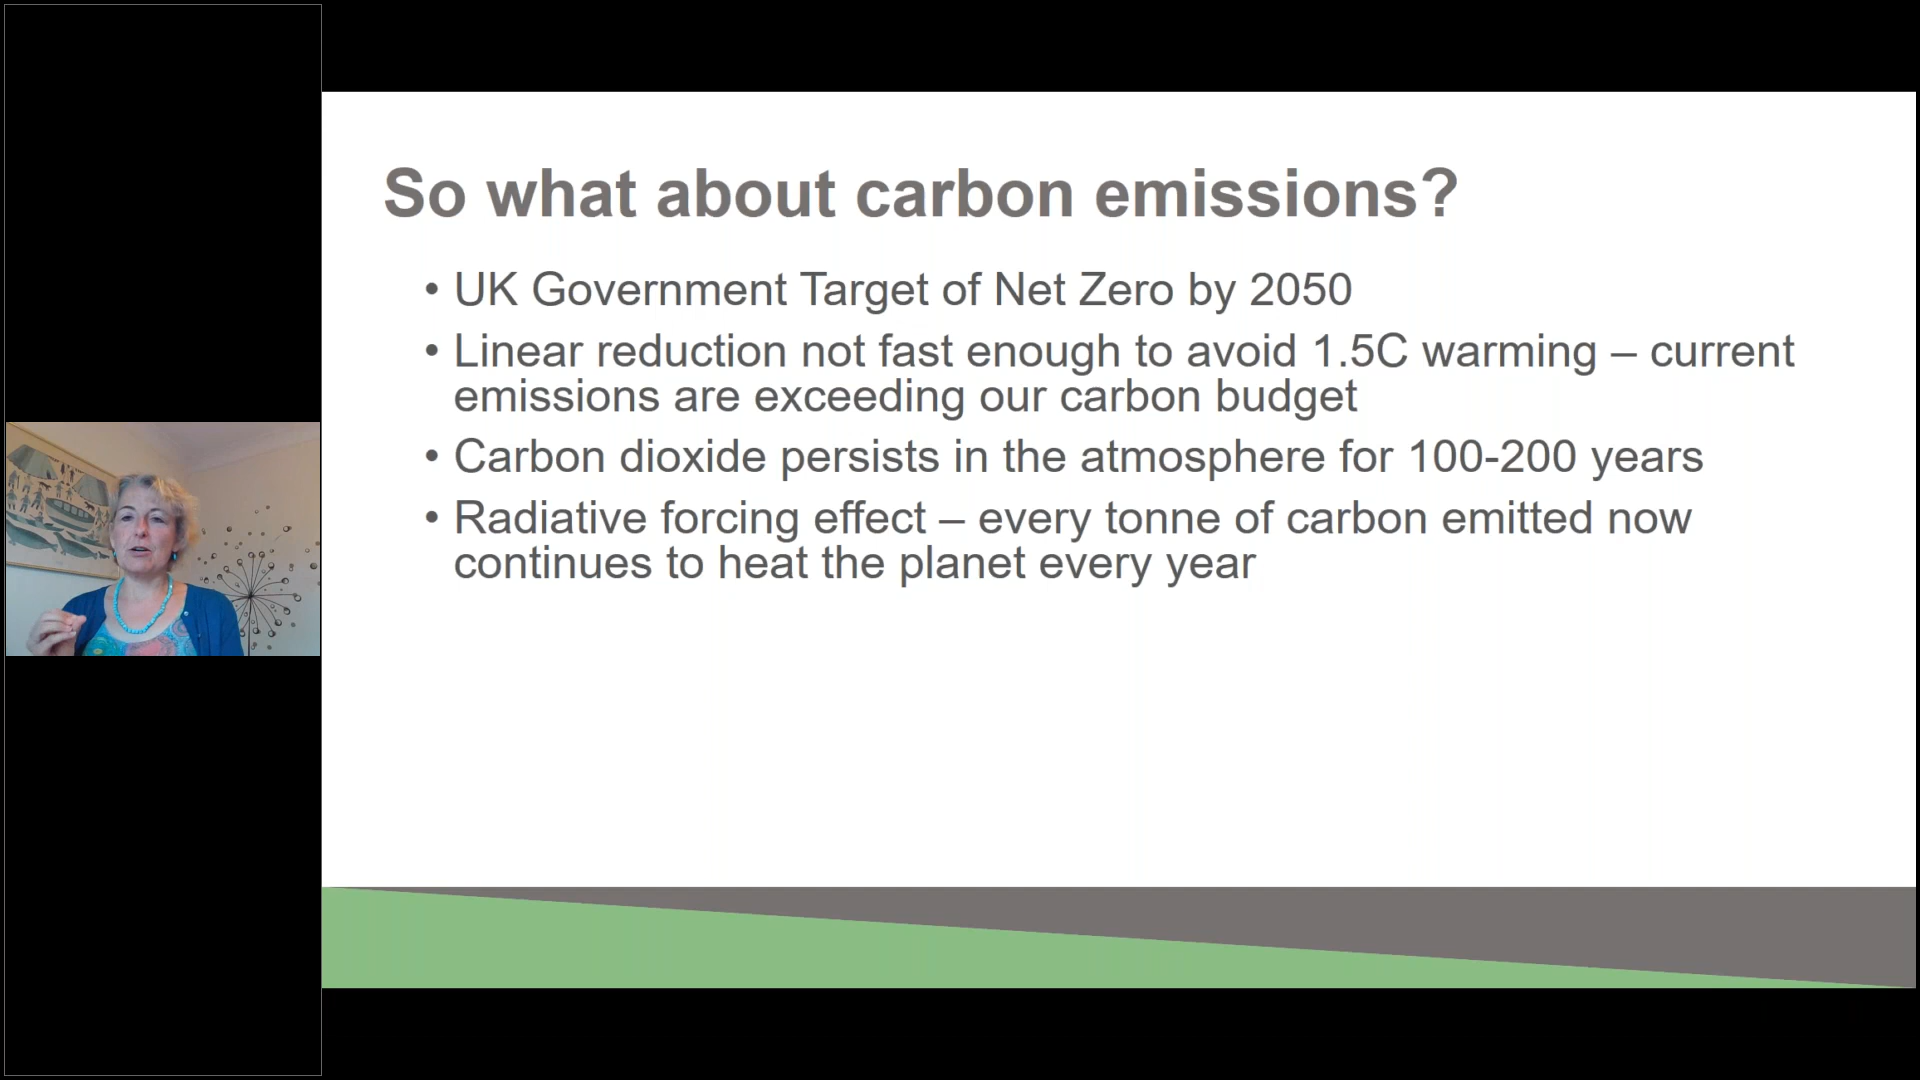 So what about carbon emissions?
• UK Government Target of Net Zero by 2050
• Linear reduction not fast enough to avoid 1.5C warming – current
emissions are exceeding our carbon budget
• Carbon dioxide persists in the atmosphere for 100-200 years
• Radiative forcing effect – every tonne of carbon emitted now
continues to heat the planet every year